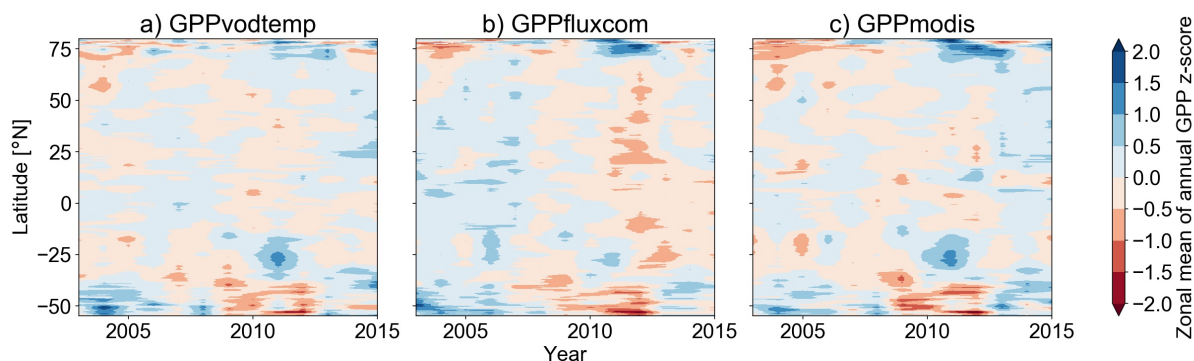 a) GPPvodtemp
b) GPPfluxcom
c) GPPmodis
75
50
25
0
−25
−50
Latitude [°N]
2005 2010 2015
2005 2010 2015
2005 2010 2015
Year
2.0
1.5
1.0
0.5
0.0
−0.5
−1.0
−1.5
−2.0
Zonal mean of annual GPP z-score